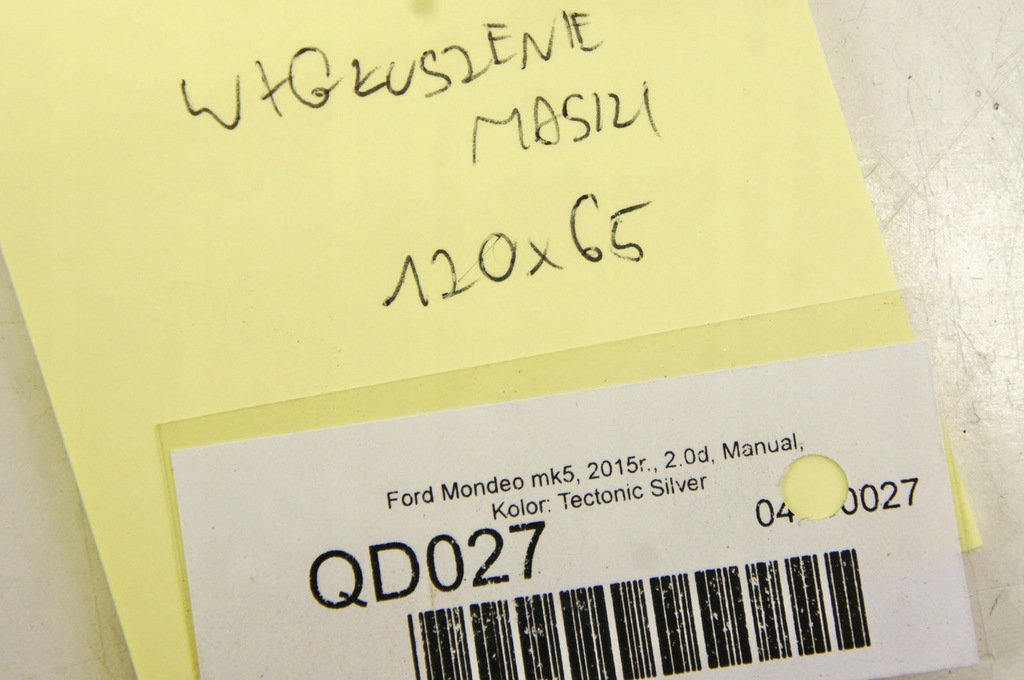 WYGŁUSZENIE
MASKI
120x65
Ford Mondeo mk5, 2015r., 2.0d, Manual,
Kolor: Tectonic Silver
QD027